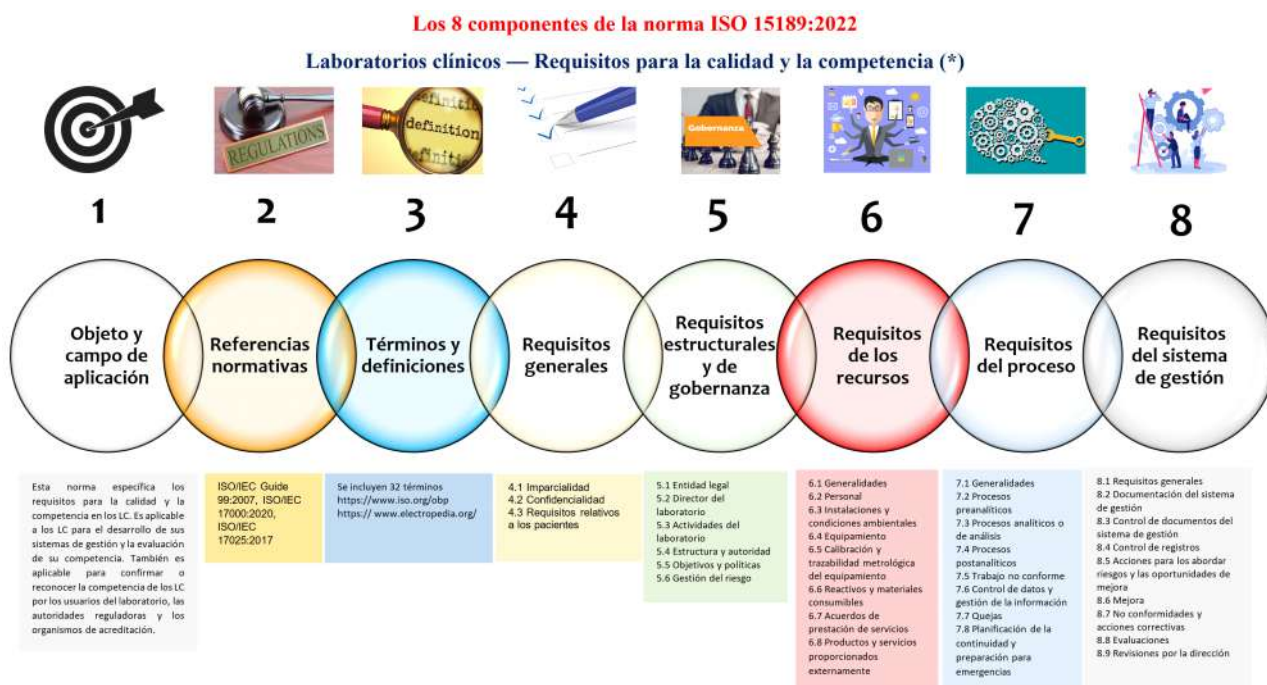 Los 8 componentes de la norma ISO 15189:2022
Laboratorios clínicos — Requisitos para la calidad y la competencia (*)
REGULATIONS
definition
definition
definition
Gobernanza
1
2
3
4
5
6
7
8
Objeto y
campo de
aplicación
Referencias
normativas
Términos y
definiciones
Requisitos
generales
Requisitos
estructurales
y de
gobernanza
Requisitos
de los
recursos
Requisitos
del proceso
Requisitos
del sistema
de gestión
Esta norma especifica los
requisitos para la calidad y la
competencia en los LC. Es aplicable
a los LC para el desarrollo de sus
sistemas de gestión y la evaluación
de su competencia. También es
aplicable para confirmar o
reconocer la competencia de los LC
por los usuarios del laboratorio, las
autoridades reguladoras y los
organismos de acreditación.
ISO/IEC Guide
99:2007, ISO/IEC
17000:2020,
ISO/IEC
17025:2017
Se incluyen 32 términos
https://www.iso.org/obp
https:// www.electropedia.org/
4.1 Imparcialidad
4.2 Confidencialidad
4.3 Requisitos relativos
a los pacientes
5.1 Entidad legal
5.2 Director del
laboratorio
5.3 Actividades del
laboratorio
5.4 Estructura y autoridad
5.5 Objetivos y políticas
5.6 Gestión del riesgo
6.1 Generalidades
6.2 Personal
6.3 Instalaciones y
condiciones ambientales
6.4 Equipamiento
6.5 Calibración y
trazabilidad metrológica
del equipamiento
6.6 Reactivos y materiales
consumibles
6.7 Acuerdos de
prestación de servicios
6.8 Productos y servicios
proporcionados
externamente
7.1 Generalidades
7.2 Procesos
preanalíticos
7.3 Procesos analíticos o
de análisis
7.4 Procesos
postanalíticos
7.5 Trabajo no conforme
7.6 Control de datos y
gestión de la información
7.7 Quejas
7.8 Planificación de la
continuidad y
preparación para
emergencias
8.1 Requisitos generales
8.2 Documentación del sistema
de gestión
8.3 Control de documentos del
sistema de gestión
8.4 Control de registros
8.5 Acciones para los abordar
riesgos y las oportunidades de
mejora
8.6 Mejora
8.7 No conformidades y
acciones correctivas
8.8 Evaluaciones
8.9 Revisiones por la dirección